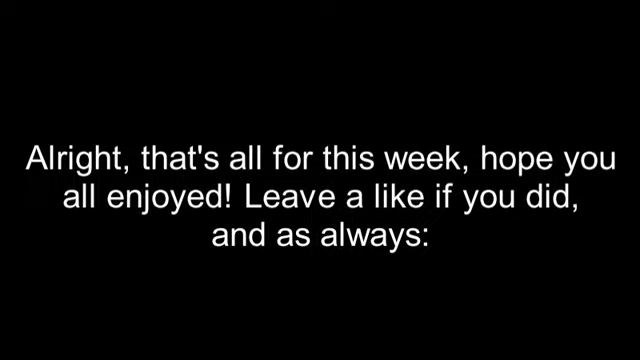 Alright, that's all for this week, hope you
all enjoyed! Leave a like if you did,
and as always: